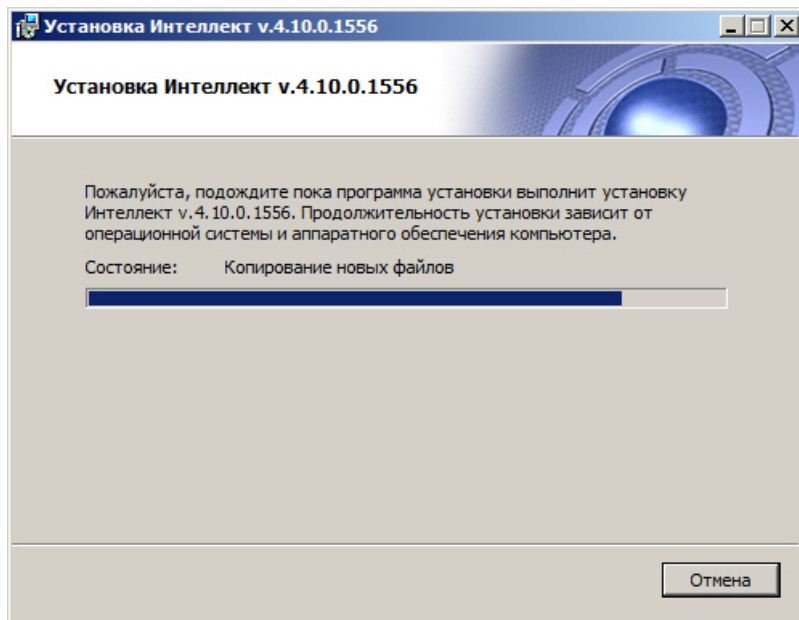 Установка Интеллект v.4.10.0.1556
Установка Интеллект v.4.10.0.1556
Пожалуйста, подождите пока программа установки выполнит установку
Интеллект v.4.10.0.1556. Продолжительность установки зависит от
операционной системы и аппаратного обеспечения компьютера.
Состояние: Копирование новых файлов
Отмена